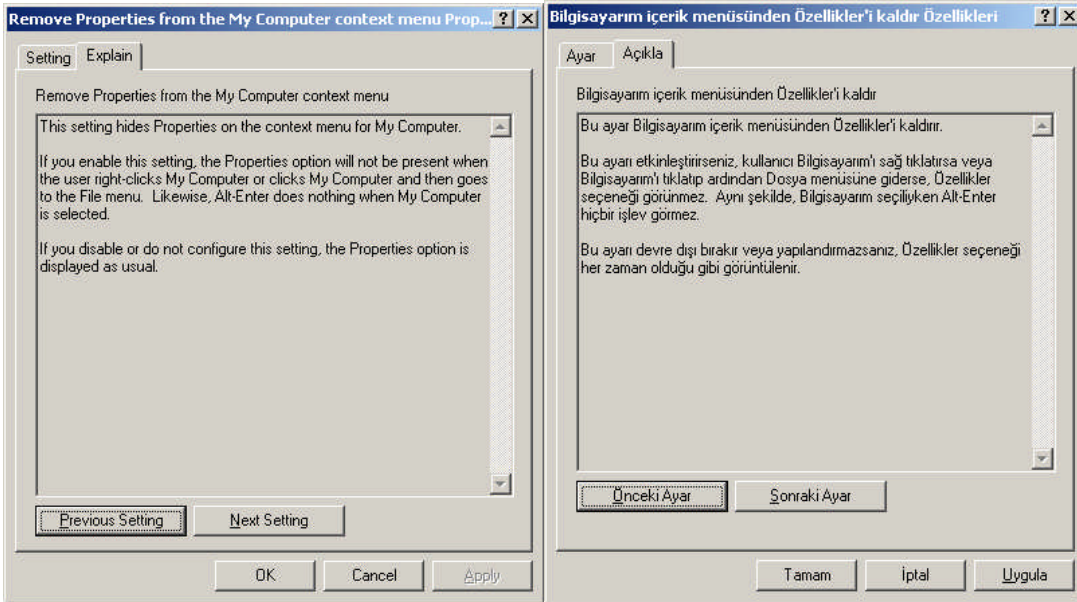 Remove Properties from the My Computer context menu Prop...
Setting
Explain
Remove Properties from the My Computer context menu
This setting hides Properties on the context menu for My Computer.
If you enable this setting, the Properties option will not be present when
the user right-clicks My Computer or clicks My Computer and then goes
to the File menu.  Likewise, Alt-Enter does nothing when My Computer
is selected.
If you disable or do not configure this setting, the Properties option is
displayed as usual.
Previous Setting
Next Setting
OK
Cancel
Apply
Bilgisayarım içerik menüsünden Özellikler'i kaldır Özellikleri
Ayar
Açıkla
Bilgisayarım içerik menüsünden Özellikler'i kaldır
Bu ayar Bilgisayarım içerik menüsünden Özellikler'i kaldırır.
Bu ayarı etkinleştirirseniz, kullanıcı Bilgisayarım'ı sağ tıklatırsa veya
Bilgisayarım'ı tıklatıp ardından Dosya menüsüne giderse, Özellikler
seçeneği görünmez.  Aynı şekilde, Bilgisayarım seçiliyken Alt-Enter
hiçbir işlev görmez.
Bu ayarı devre dışı bırakır veya yapılandırmazsanız, Özellikler seçeneği
her zaman olduğu gibi görüntülenir.
Önceki Ayar
Sonraki Ayar
Tamam
İptal
Uygula